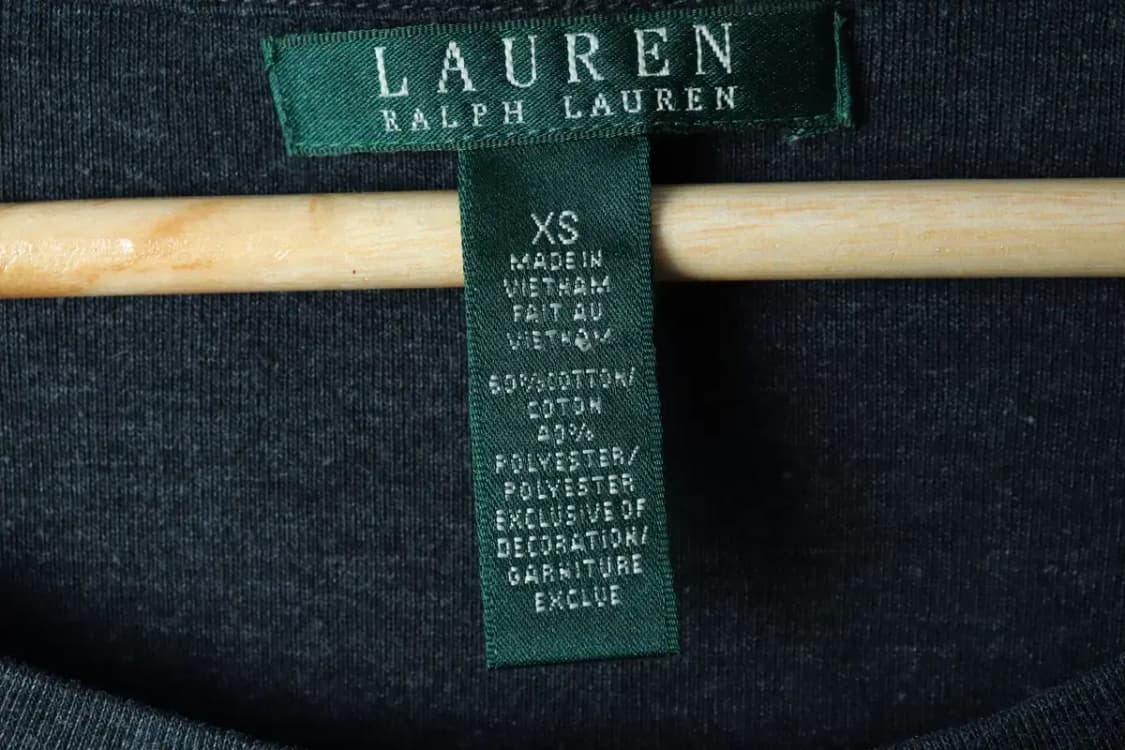 LAUREN
RALPH LAUREN
XS
MADE IN
VIETNAM
FAIT AU
VIETNAM
60% COTTON/
COTON
40%
POLYESTER/
POLYESTER
EXCLUSIVE OF
DECORATION/
GARNITURE
EXCLUE